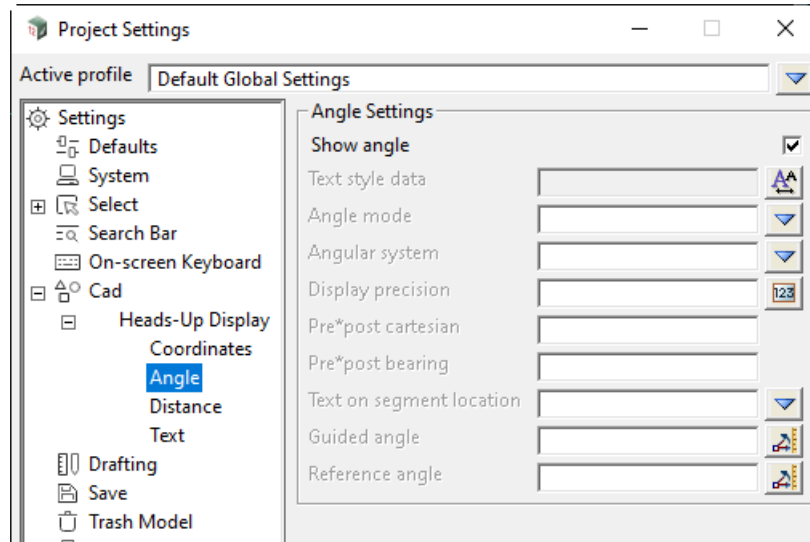 Project Settings
Active profile
Default Global Settings
Settings
Defaults
System
Select
Search Bar
On-screen Keyboard
Cad
Heads-Up Display
Coordinates
Angle
Distance
Text
Drafting
Save
Trash Model
Angle Settings
Show angle
Text style data
Angle mode
Angular system
Display precision
123
Pre*post cartesian
Pre*post bearing
Text on segment location
Guided angle
Reference angle